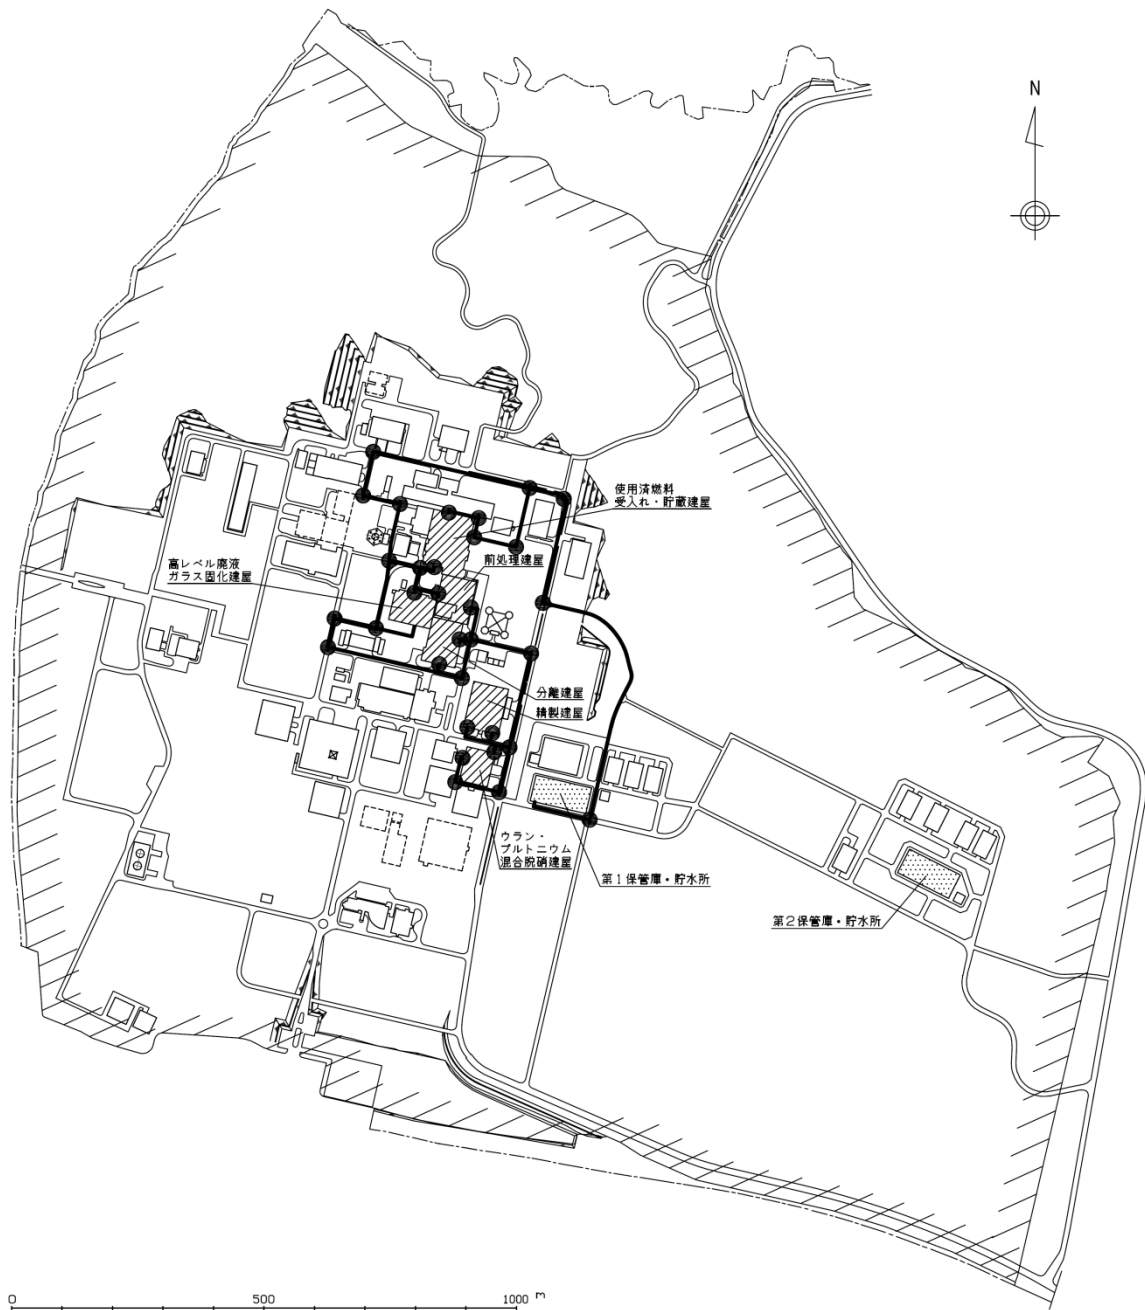 N
使用済燃料
受入れ・貯蔵建屋
前処理建屋
高レベル廃液
ガラス固化建屋
分離建屋
精製建屋
ウラン・
プルトニウム
混合脱硝建屋
第1保管庫・貯水所
第2保管庫・貯水所
0 500 1000 m